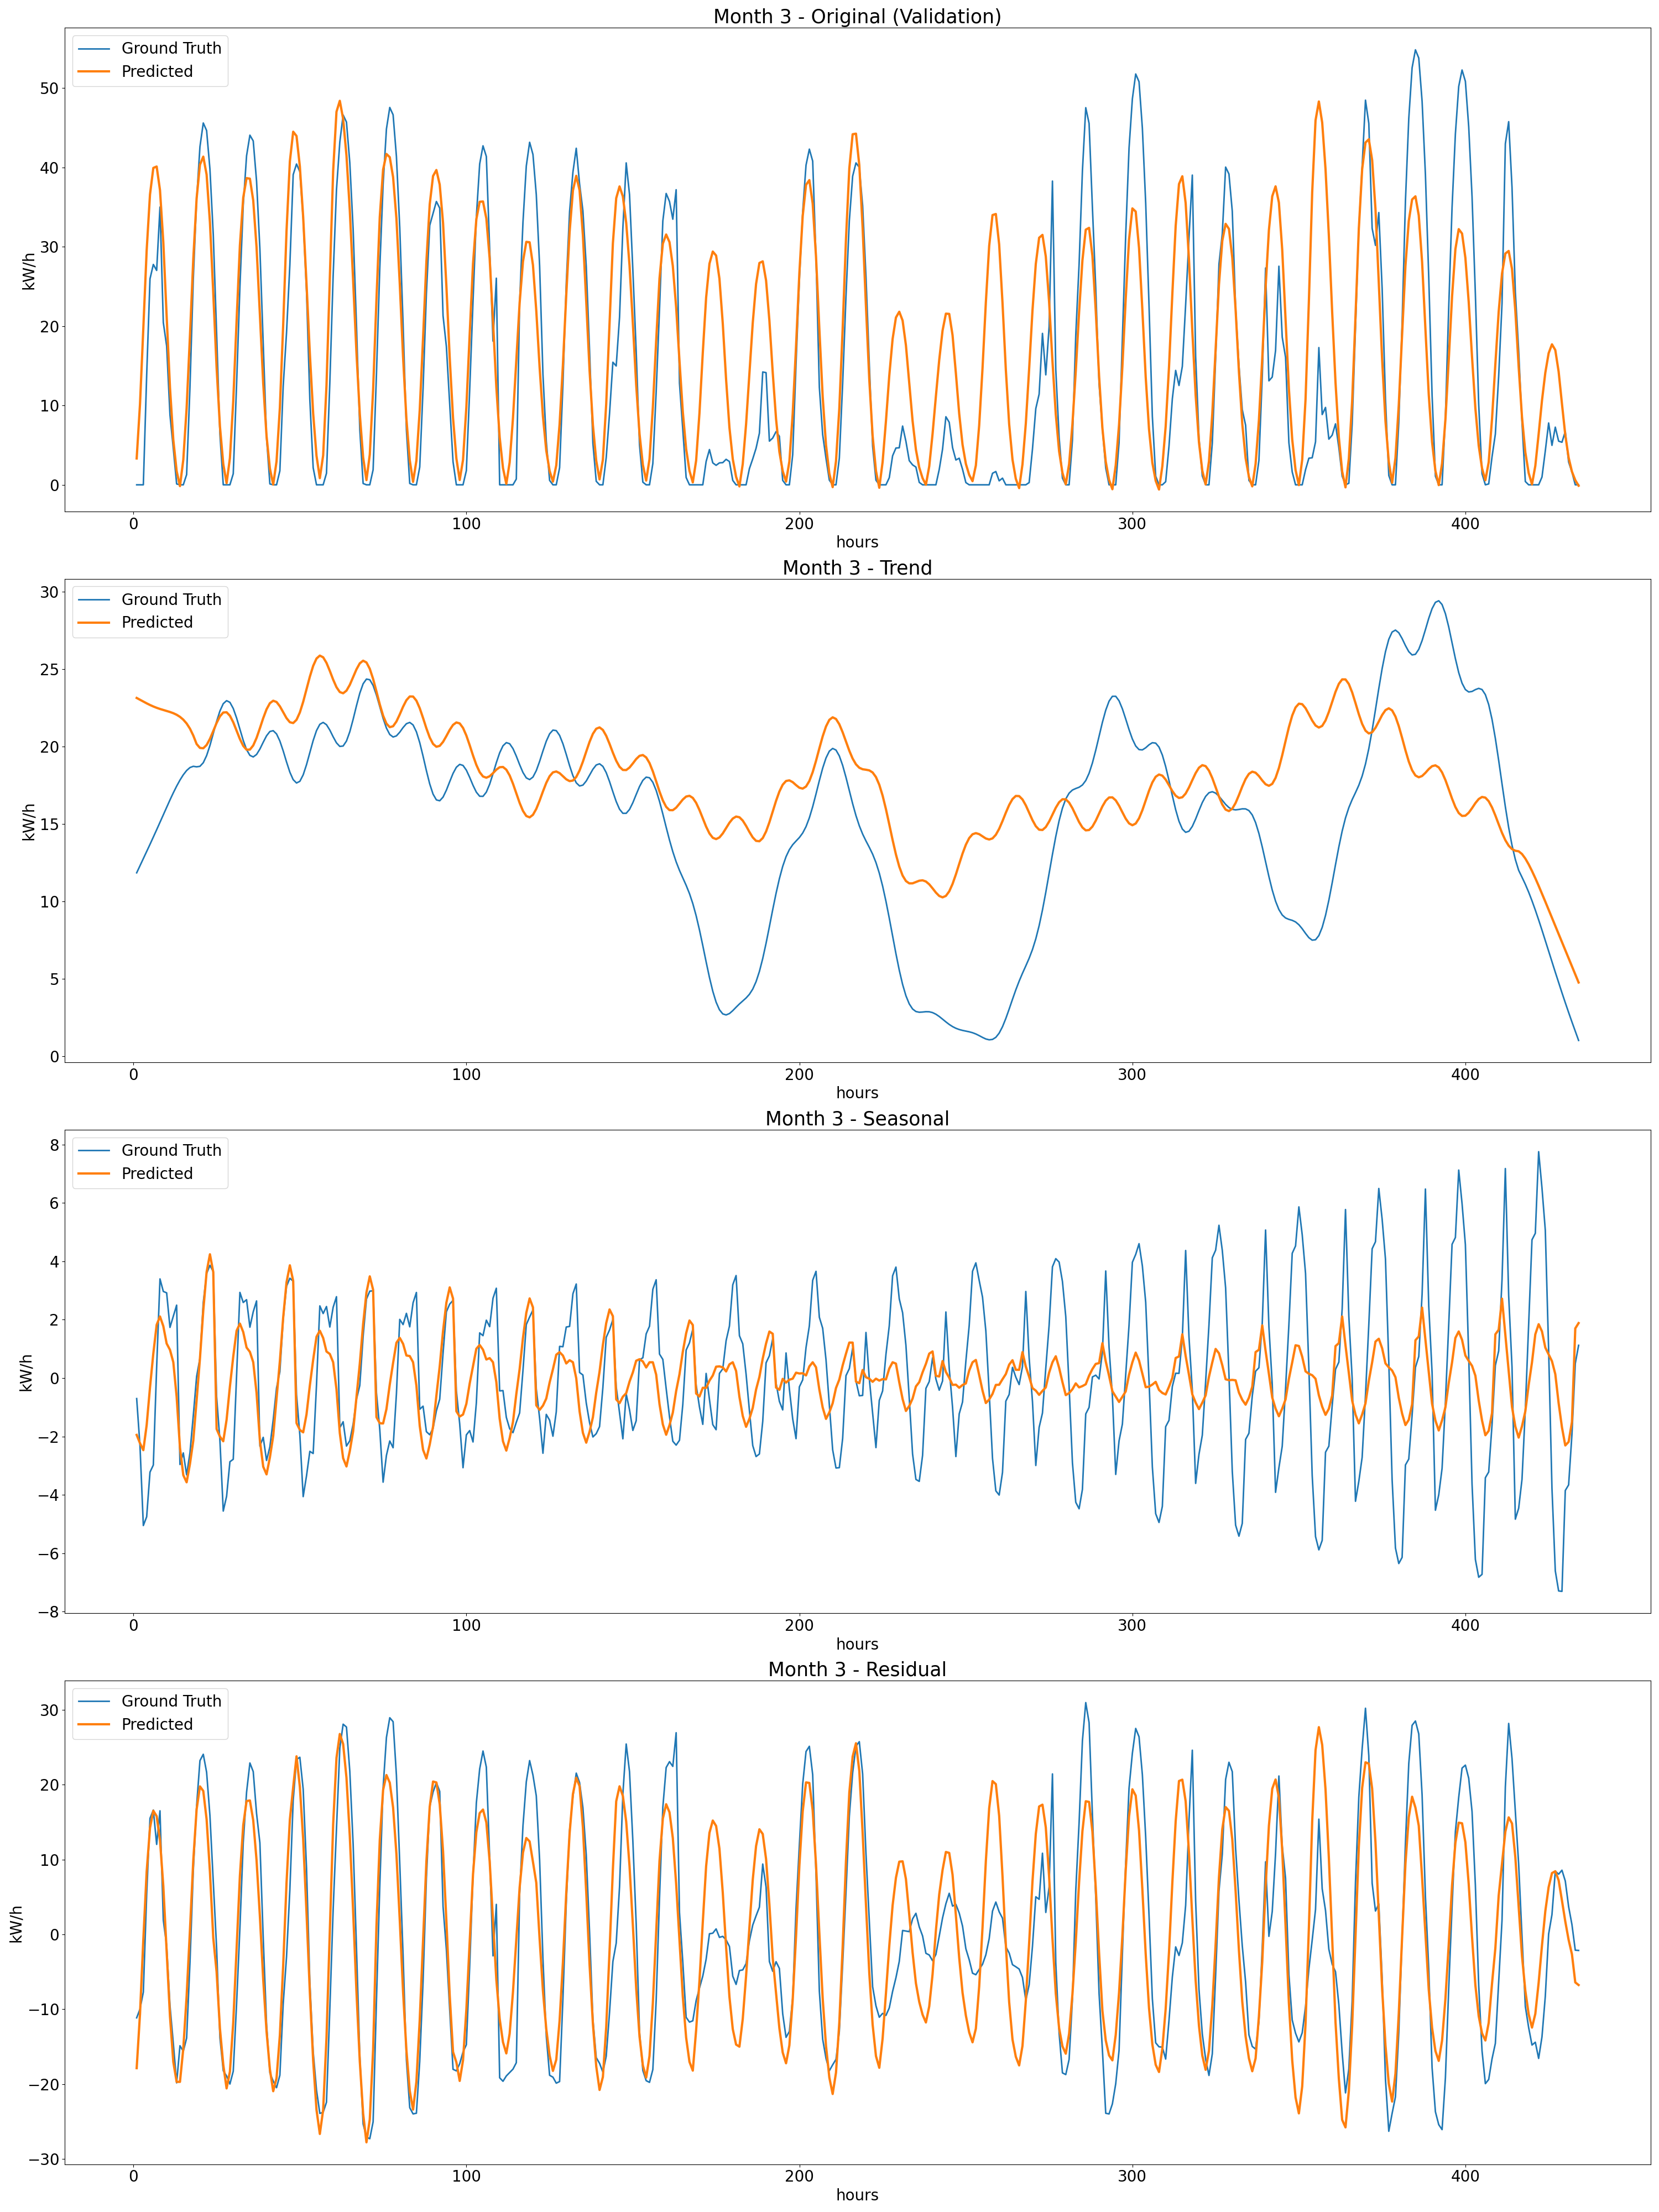 Month 3 - Original (Validation)
Ground Truth
Predicted
kW/h
50
40
30
20
10
0
0 100 200 300 400
hours
Month 3 - Trend
Ground Truth
Predicted
kW/h
30
25
20
15
10
5
0
0 100 200 300 400
hours
Month 3 - Seasonal
Ground Truth
Predicted
kW/h
8
6
4
2
0
−2
−4
−6
−8
0 100 200 300 400
hours
Month 3 - Residual
Ground Truth
Predicted
kW/h
30
20
10
0
−10
−20
−30
0 100 200 300 400
hours